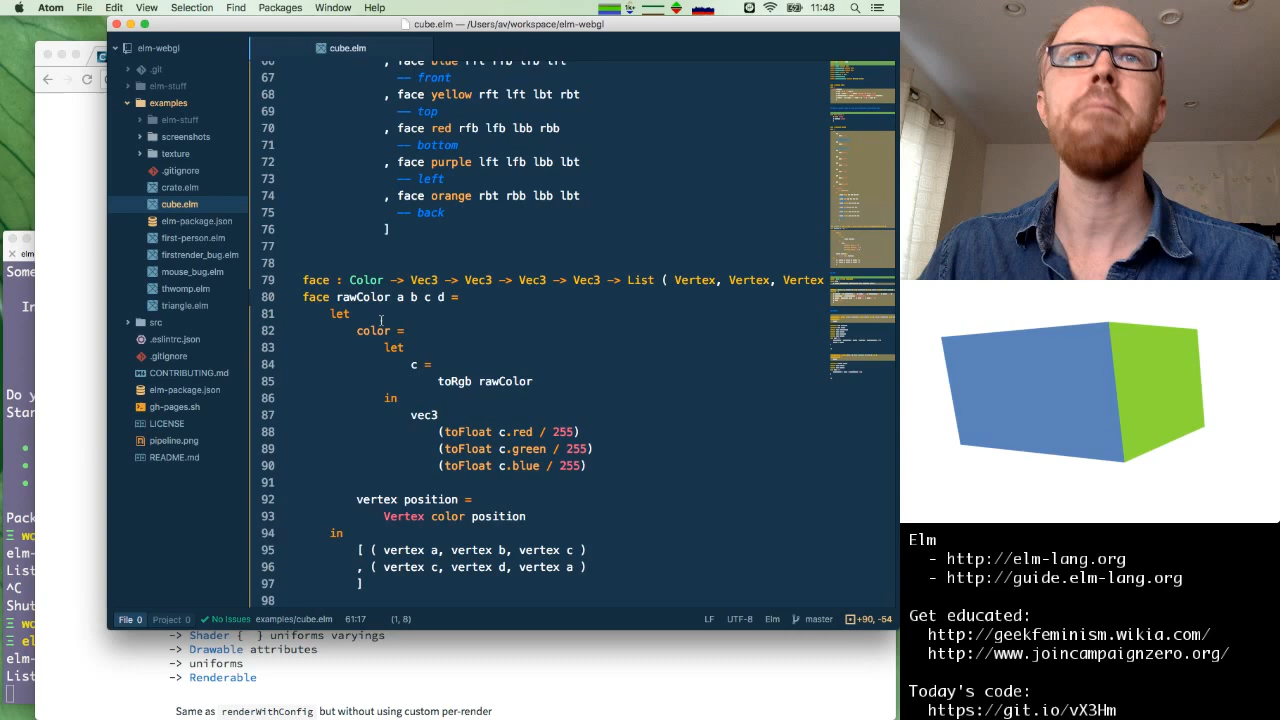 Atom File Edit View Selection Find Packages Window Help 11:48
cube.elm — /Users/av/workspace/elm-webgl
elm-webgl
.git
elm-stuff
examples
elm-stuff
screenshots
texture
.gitignore
crate.elm
cube.elm
elm-package.json
first-person.elm
firstrender_bug.elm
mouse_bug.elm
thwomp.elm
triangle.elm
src
.eslintrc.json
.gitignore
CONTRIBUTING.md
elm-package.json
gh-pages.sh
LICENSE
pipeline.png
README.md
cube.elm
66 , face blue rft rfb lfb lft
67 -- front
68 , face yellow rft lft lbt rbt
69 -- top
70 , face red rfb lfb lbb rbb
71 -- bottom
72 , face purple lft lfb lbb lbt
73 -- left
74 , face orange rbt rbb lbb lbt
75 -- back
76 ]
77
78
79 face : Color -> Vec3 -> Vec3 -> Vec3 -> Vec3 -> List ( Vertex, Vertex, Vertex
80 face rawColor a b c d =
81 let
82 color =
83 let
84 c =
85 toRgb rawColor
86 in
87 vec3
88 (toFloat c.red / 255)
89 (toFloat c.green / 255)
90 (toFloat c.blue / 255)
91
92 vertex position =
93 Vertex color position
94 in
95 [ ( vertex a, vertex b, vertex c )
96 , ( vertex c, vertex d, vertex a )
97 ]
98
File 0 Project 0 No Issues examples/cube.elm 61:17 (1, 8) LF UTF-8 Elm master +90, -54
-> Shader { } uniforms varyings
-> Drawable attributes
-> uniforms
-> Renderable
Same as renderWithConfig but without using custom per-render
elm
Some
Do y
Star
Pack
elm-
List
^C
Elm
- http://elm-lang.org
- http://guide.elm-lang.org
Get educated:
http://geekfeminism.wikia.com/
http://www.joincampaignzero.org/
Today's code:
https://git.io/vX3Hm